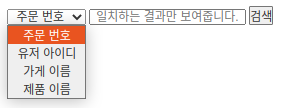 주문 번호 일치하는 결과만 보여줍니다. 검색
주문 번호
유저 아이디
가게 이름
제품 이름